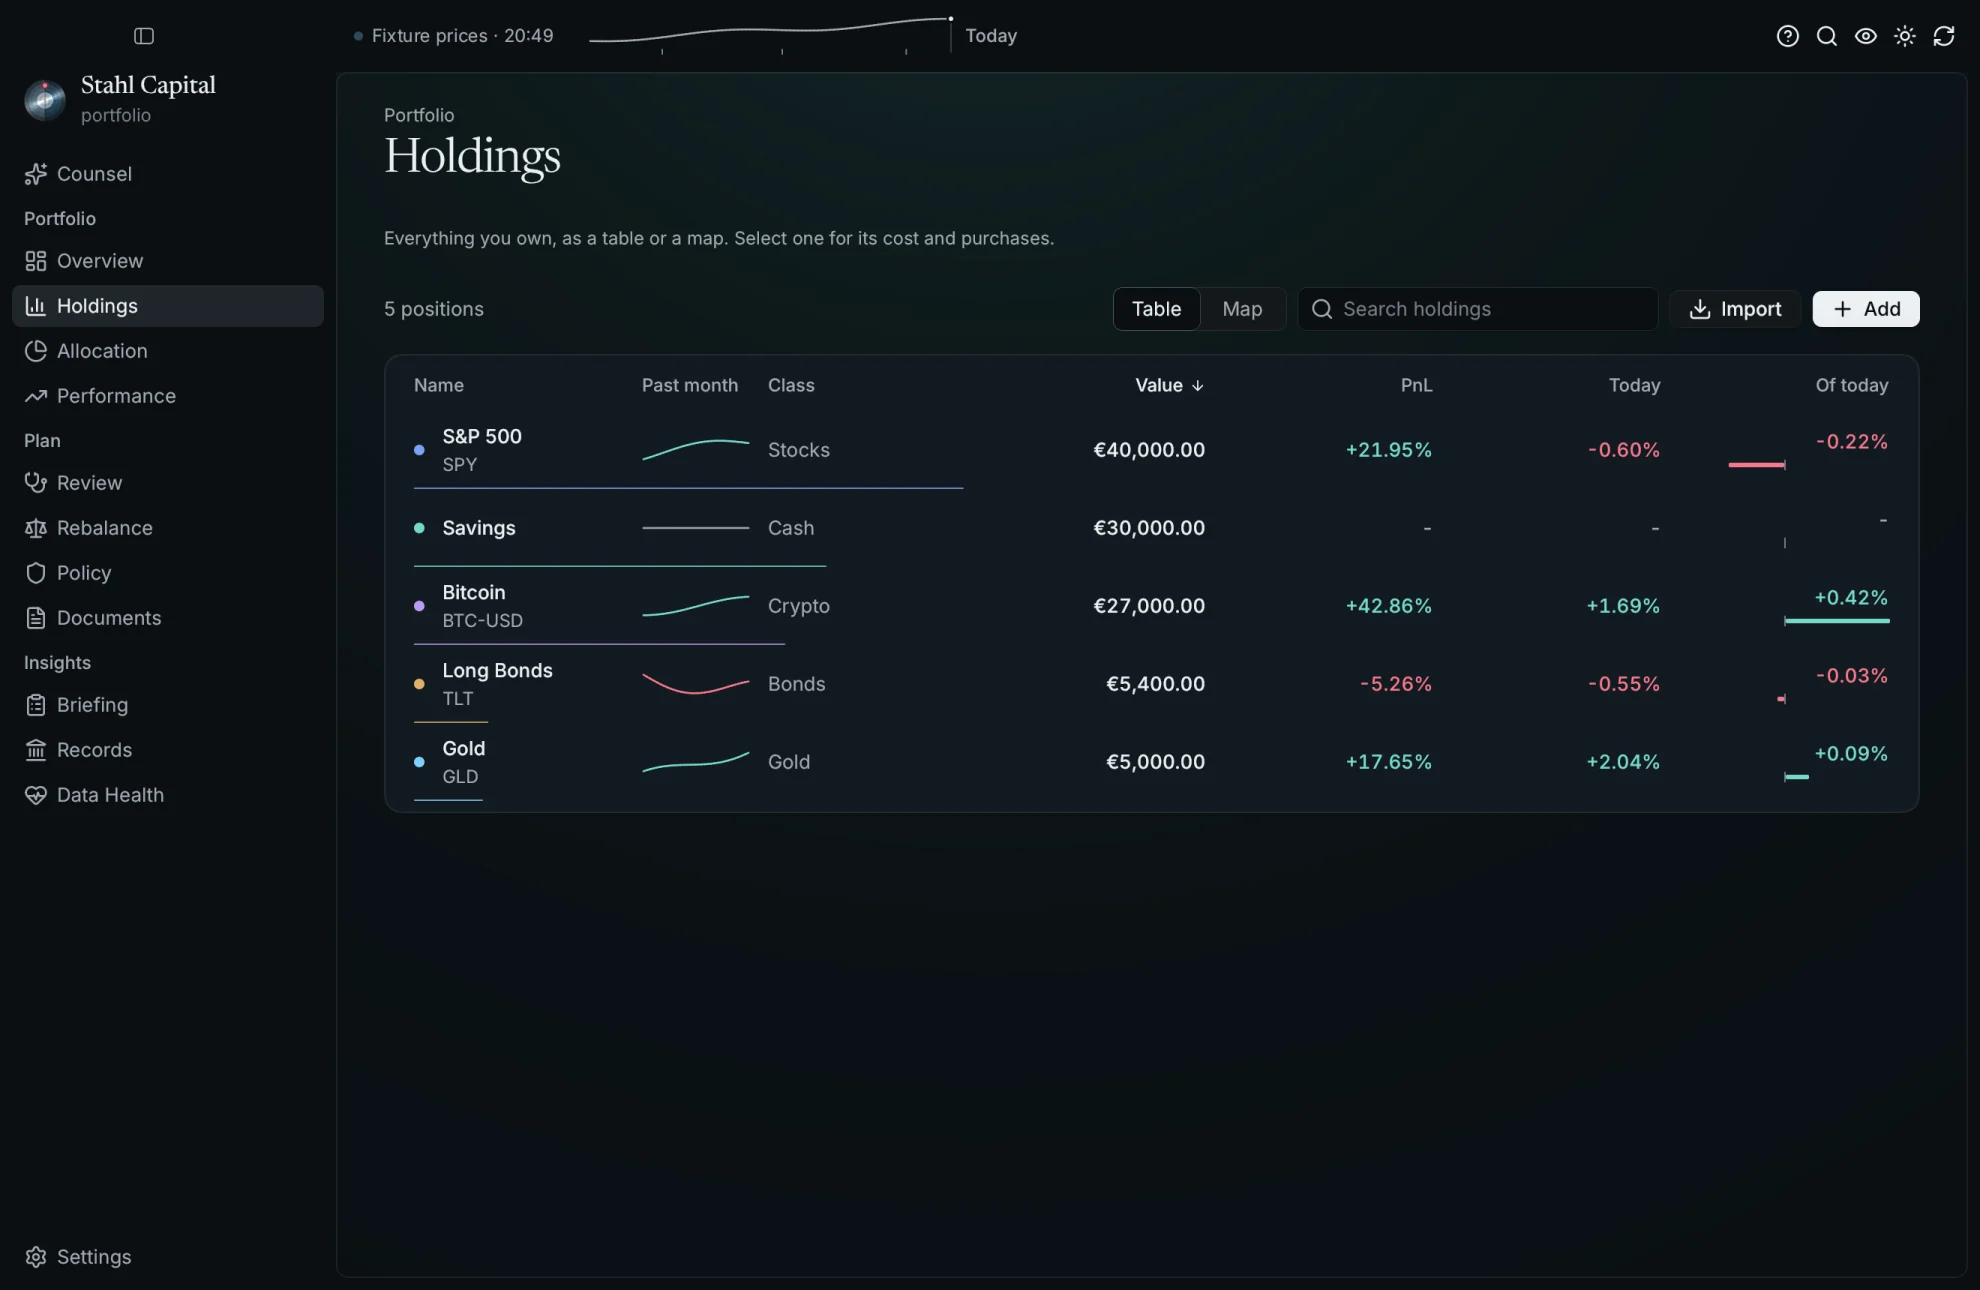 Fixture prices · 20:49
Today
Stahl Capital
portfolio
Counsel
Portfolio
Overview
Holdings
Allocation
Performance
Plan
Review
Rebalance
Policy
Documents
Insights
Briefing
Records
Data Health
Settings
Portfolio
Holdings
Everything you own, as a table or a map. Select one for its cost and purchases.
5 positions
Table Map Search holdings Import + Add
Name Past month Class Value ↓ PnL Today Of today
S&P 500
SPY
Stocks €40,000.00 +21.95% -0.60% -0.22%
Savings Cash €30,000.00 - - -
Bitcoin
BTC-USD
Crypto €27,000.00 +42.86% +1.69% +0.42%
Long Bonds
TLT
Bonds €5,400.00 -5.26% -0.55% -0.03%
Gold
GLD
Gold €5,000.00 +17.65% +2.04% +0.09%